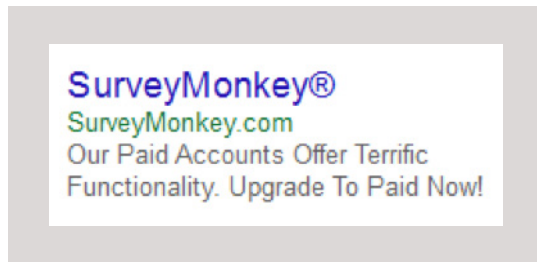 SurveyMonkey®
SurveyMonkey.com
Our Paid Accounts Offer Terrific
Functionality. Upgrade To Paid Now!